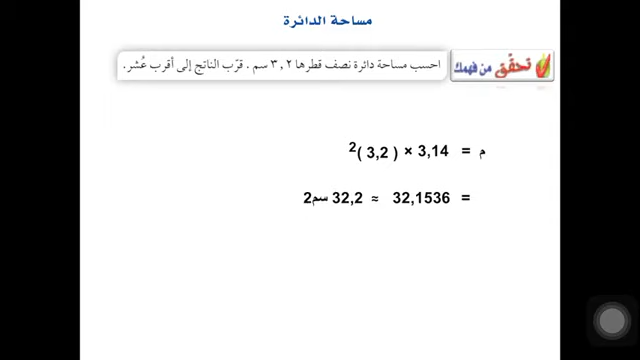 مساحة الدائرة
تحقق من فهمك
احسب مساحة دائرة نصف قطرها ٣,٢ سم . قرّب الناتج إلى أقرب عُشر.
م = 3,14 × ( 3,2 )2
= 32,1536 ≈ 32,2 سم2